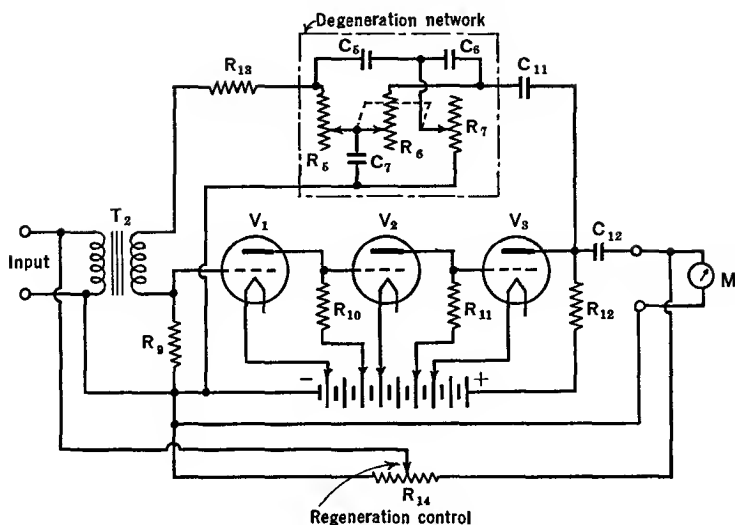 Degeneration network
C₅
C₆
R₁₃
C₁₁
R₅
R₆
R₇
C₇
T₂
V₁
V₂
V₃
C₁₂
Input
M
R₉
R₁₀
R₁₁
R₁₂
−
+
R₁₄
Regeneration control